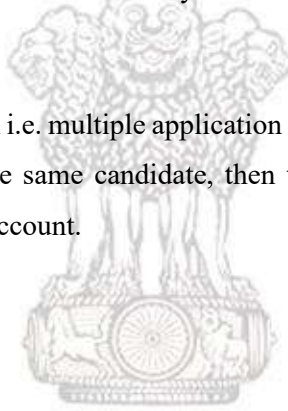 i.e. multiple application
e same candidate, then
ccount.